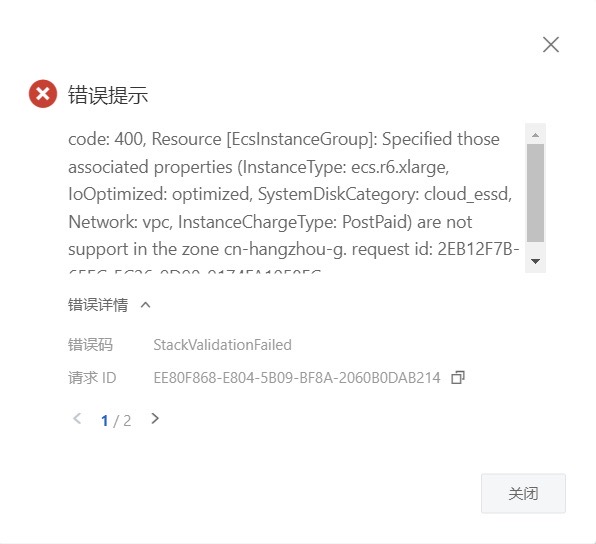 错误提示
code: 400, Resource [EcsInstanceGroup]: Specified those
associated properties (InstanceType: ecs.r6.xlarge,
IoOptimized: optimized, SystemDiskCategory: cloud_essd,
Network: vpc, InstanceChargeType: PostPaid) are not
support in the zone cn-hangzhou-g. request id: 2EB12F7B-
错误详情
错误码 StackValidationFailed
请求 ID EE80F868-E804-5B09-BF8A-2060B0DAB214
1 / 2
关闭